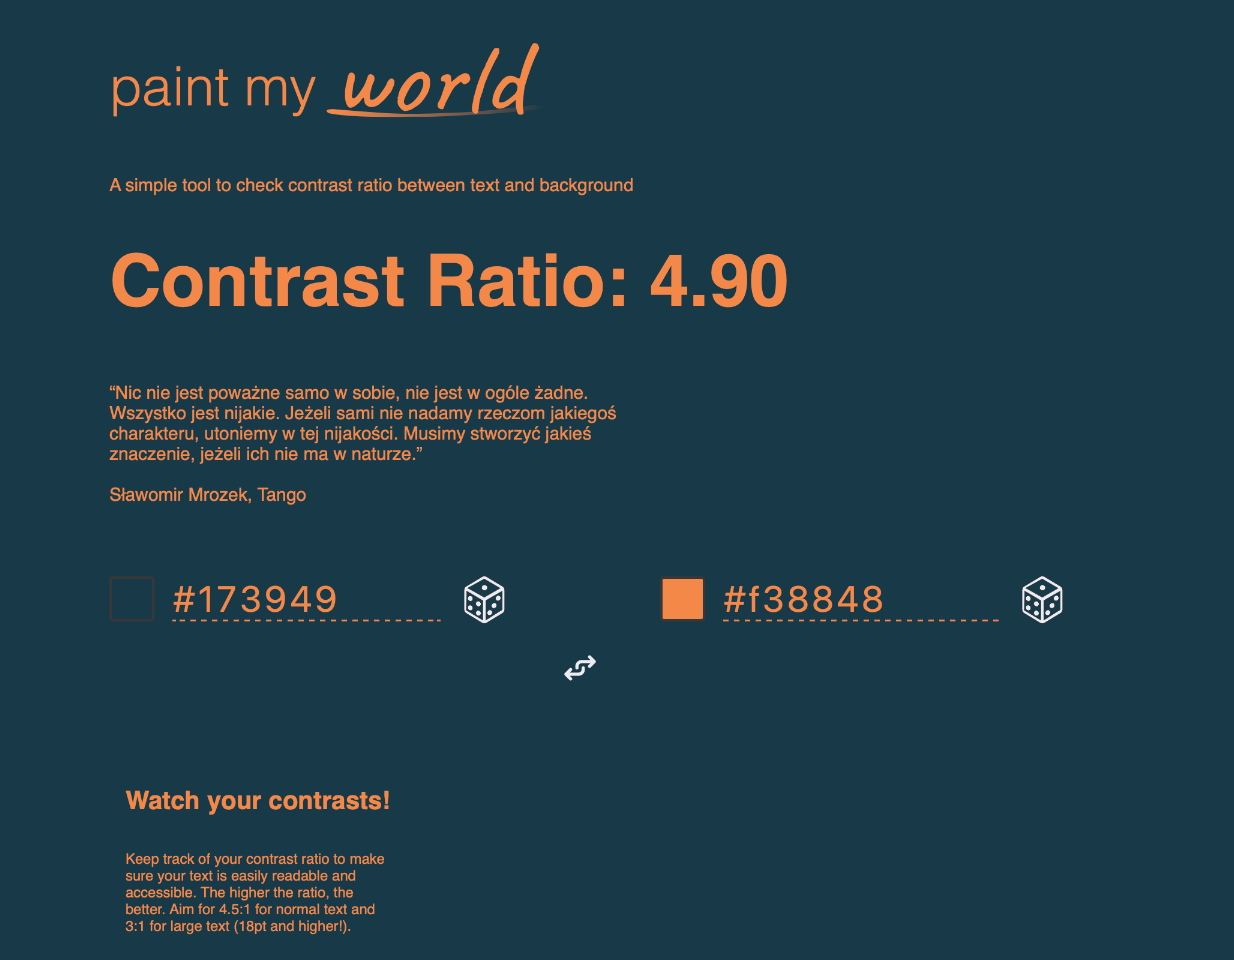 paint my world
A simple tool to check contrast ratio between text and background
Contrast Ratio: 4.90
“Nic nie jest poważne samo w sobie, nie jest w ogóle żadne.
Wszystko jest nijakie. Jeżeli sami nie nadamy rzeczom jakiegoś
charakteru, utoniemy w tej nijakości. Musimy stworzyć jakieś
znaczenie, jeżeli ich nie ma w naturze.”
Sławomir Mrozek, Tango
#173949
#f38848
Watch your contrasts!
Keep track of your contrast ratio to make
sure your text is easily readable and
accessible. The higher the ratio, the
better. Aim for 4.5:1 for normal text and
3:1 for large text (18pt and higher!).